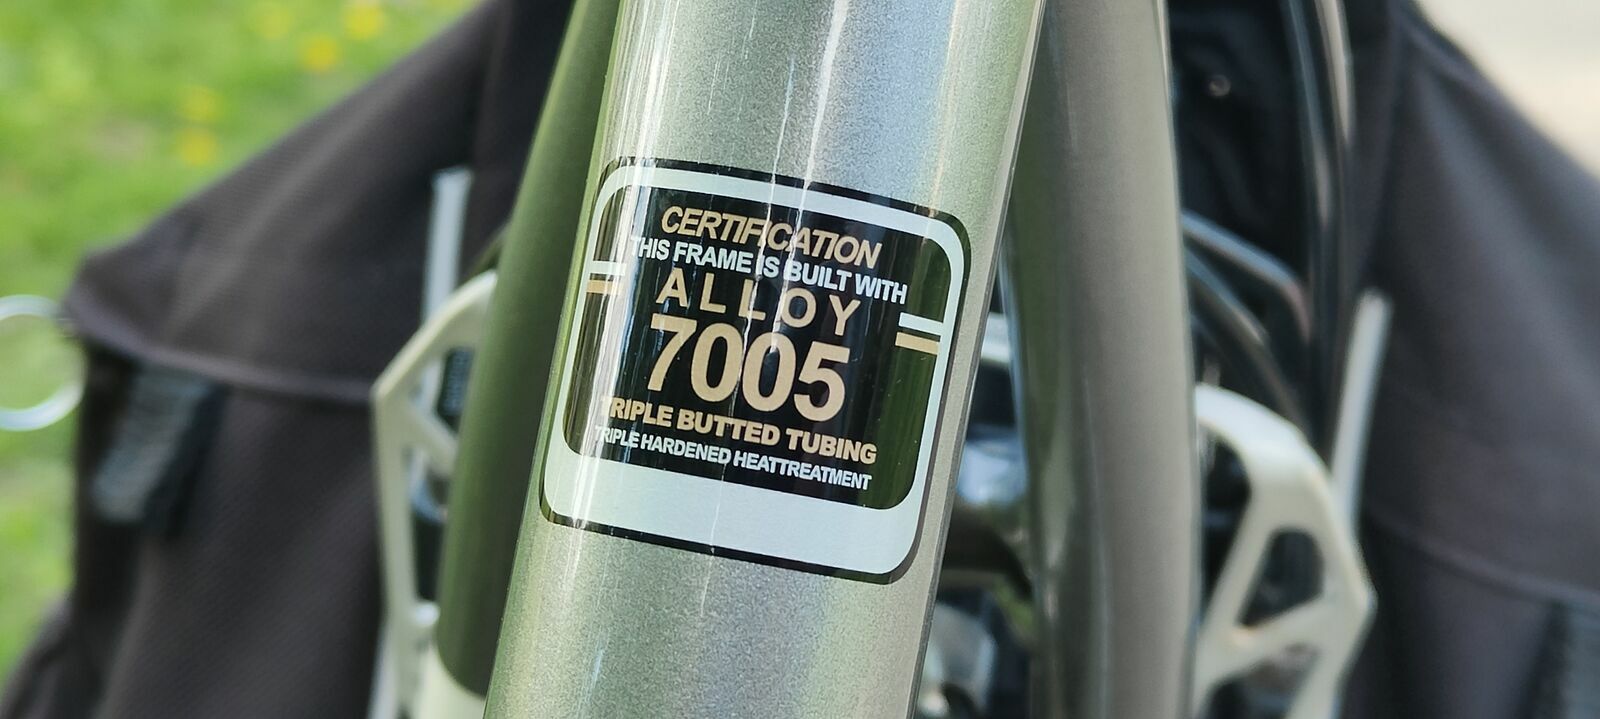 CERTIFICATION
THIS FRAME IS BUILT WITH
ALLOY
7005
TRIPLE BUTTED TUBING
TRIPLE HARDENED HEATTREATMENT